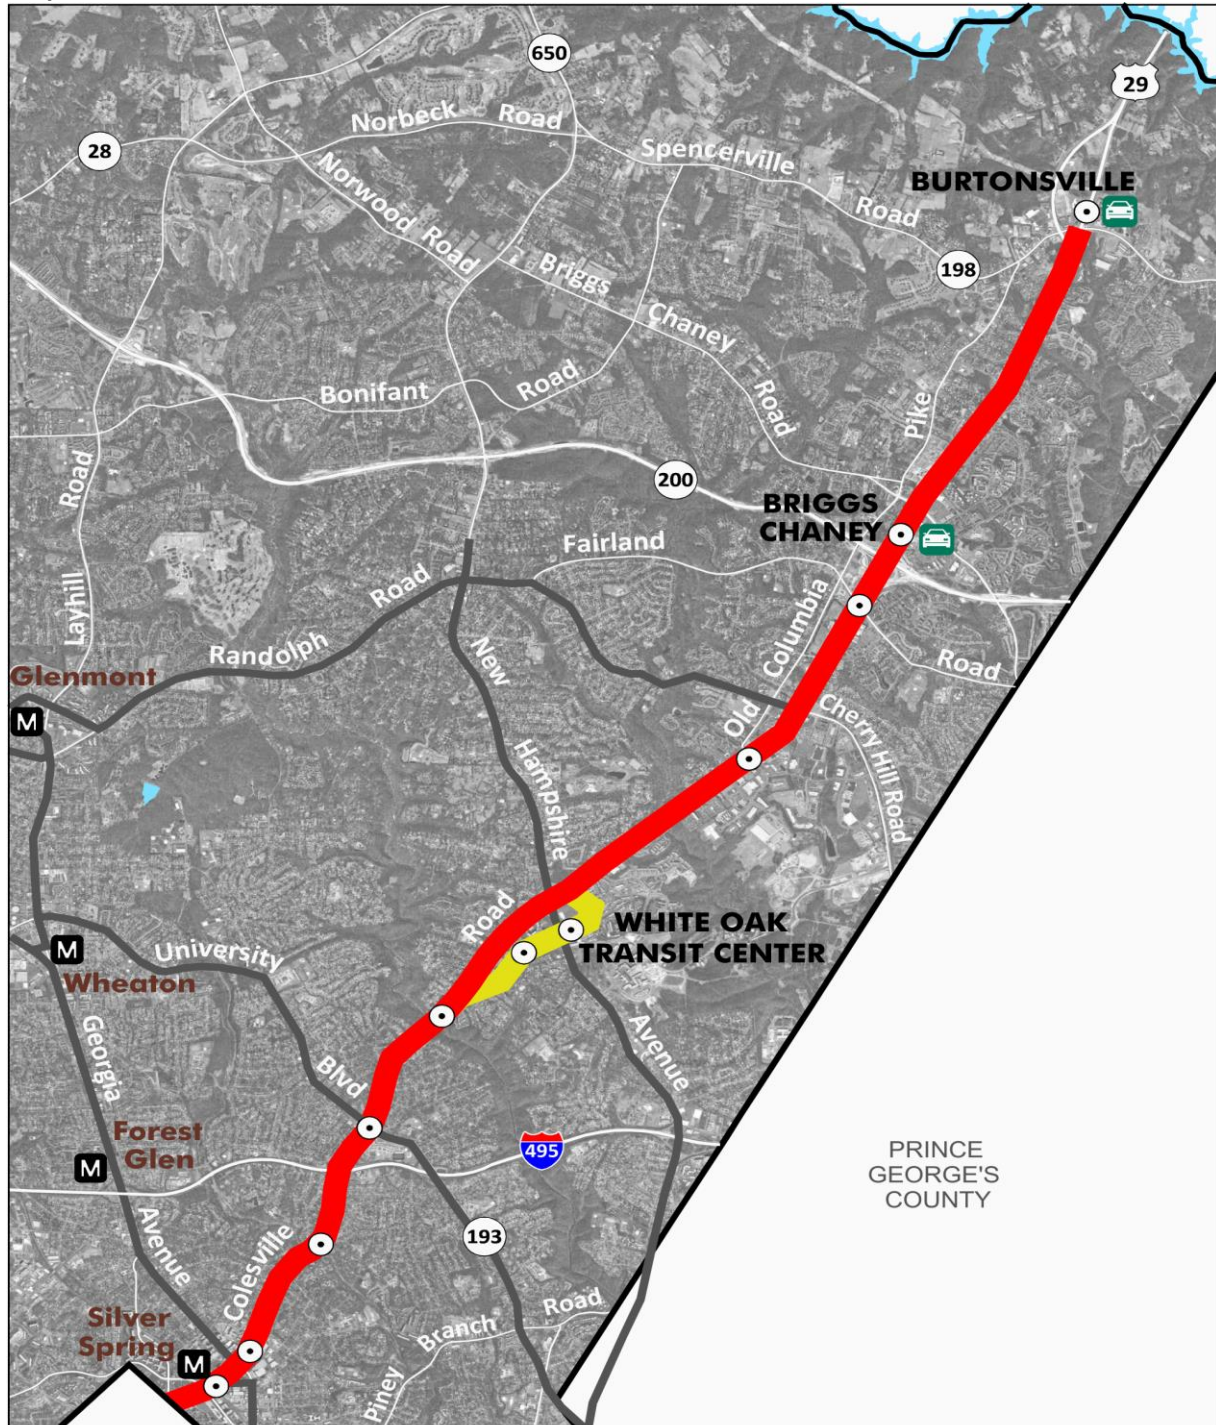 650
29
Norbeck Road
28
Spencerville
BURTONSVILLE
Norwood Road
Road
198
Briggs
Chaney
Road
Bonifant
Road
Pike
Road
200
BRIGGS
CHANEY
Fairland
Road
Layhill
Randolph
New
Columbia
Road
Glenmont
M
Old
Cherry Hill Road
Hampshire
Road
WHITE OAK
TRANSIT CENTER
University
M
Wheaton
Georgia
Avenue
Blvd
Forest
Glen
M
495
PRINCE
GEORGE'S
COUNTY
Avenue
193
Colesville
Road
Silver
Spring
M
Branch
Piney